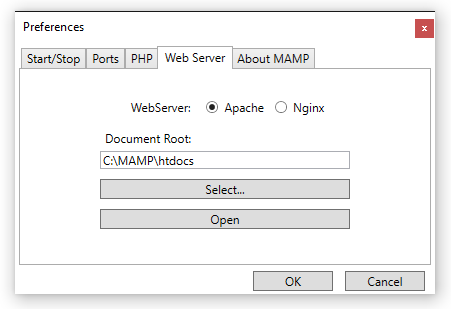 Preferences
x
Start/Stop Ports PHP Web Server About MAMP
WebServer: Apache Nginx
Document Root:
C:\MAMP\htdocs
Select...
Open
OK Cancel